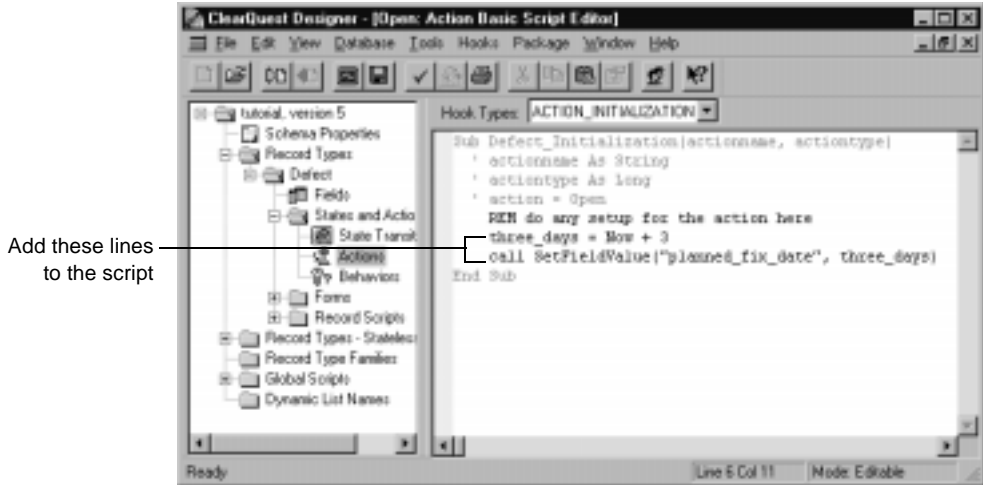 ClearQuest Designer - [Open: Action Basic Script Editor]
File Edit View Database Tools Hooks Package Window Help
tutorial, version 5
Schema Properties
Record Types
Defect
Fields
States and Actio
State Transit
Actions
Behaviors
Forms
Record Scripts
Record Types - Stateles
Record Type Families
Global Scripts
Dynamic List Names
Hook Types: ACTION_INITIALIZATION
Sub Defect_Initialization(actionname, actiontype)
' actionname As String
' actiontype As Long
' action = Open
REM do any setup for the action here
three_days = Now + 3
call SetFieldValue("planned_fix_date", three_days)
End Sub
Add these lines
to the script
Ready
Line 6 Col 11
Mode: Editable